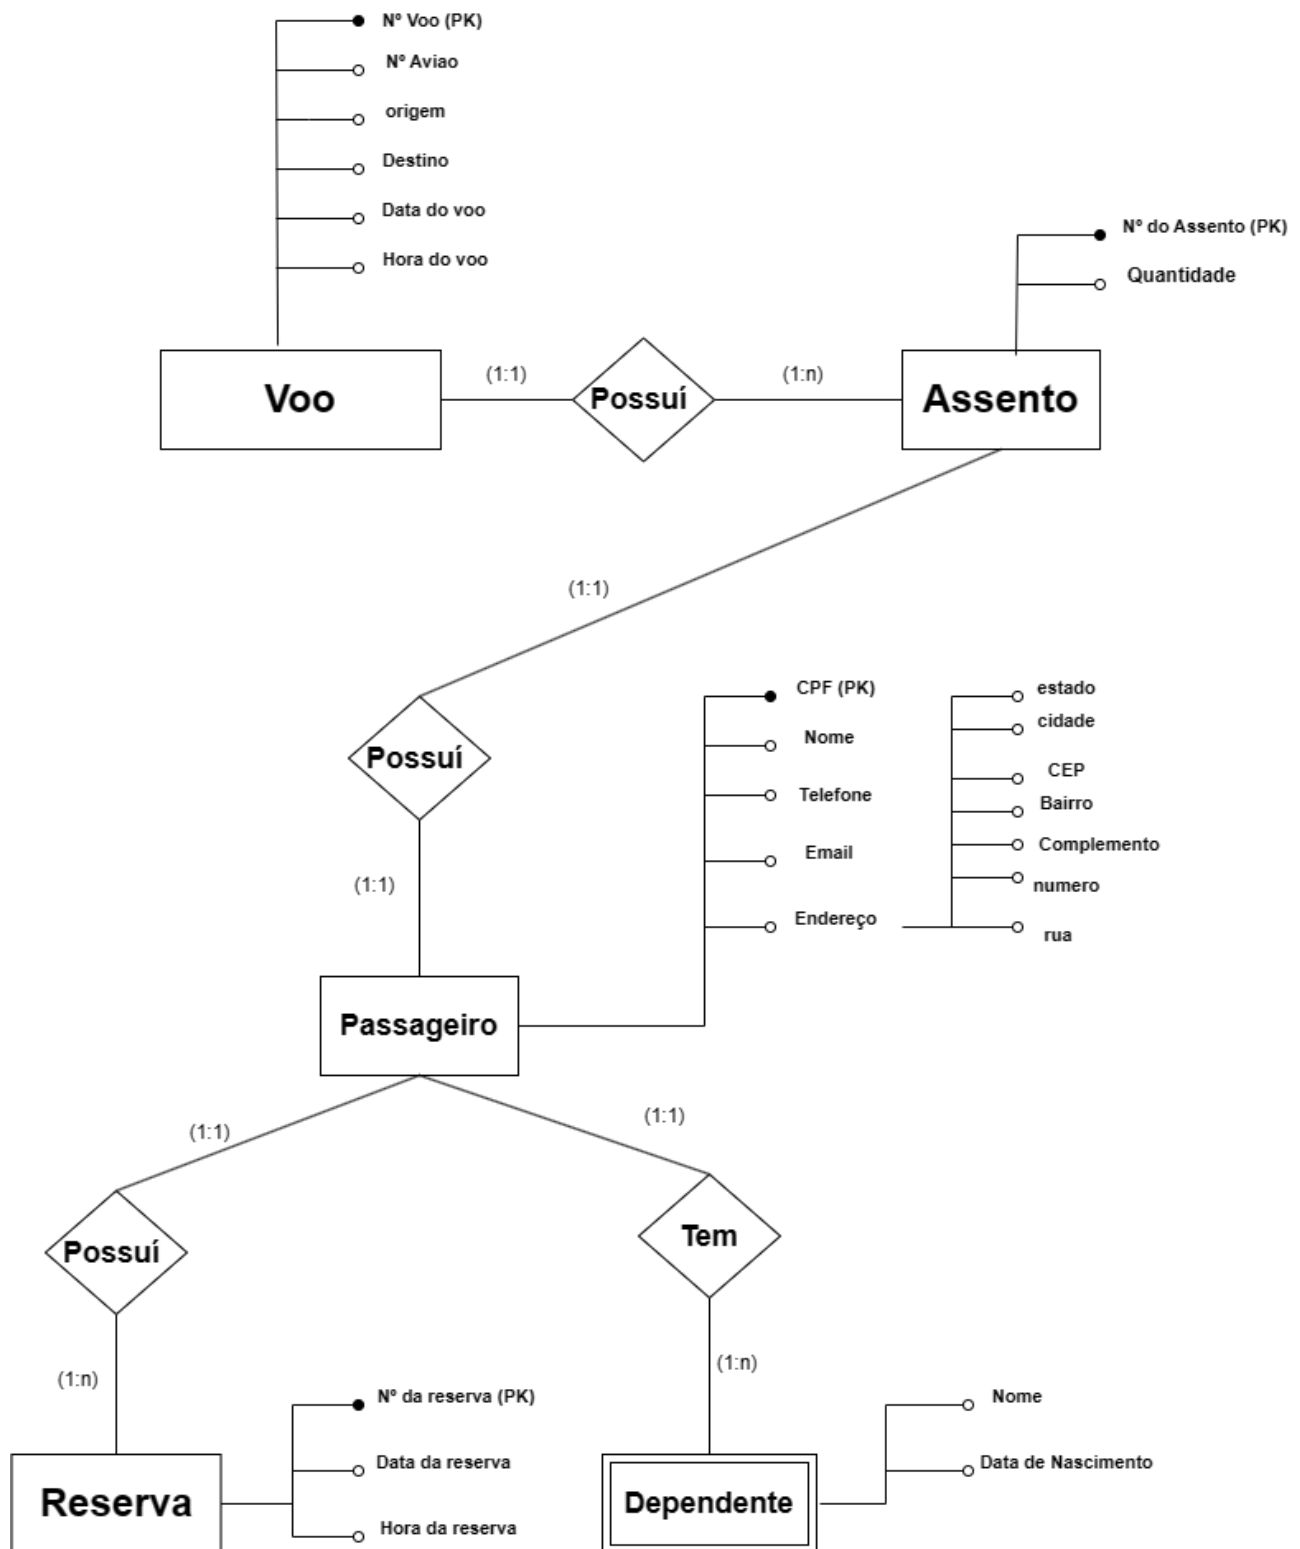 Nº Voo (PK)
Nº Aviao
origem
Destino
Data do voo
Hora do voo
Nº do Assento (PK)
Quantidade
Voo
(1:1)
Possuí
(1:n)
Assento
(1:1)
Possuí
(1:1)
CPF (PK)
Nome
Telefone
Email
Endereço
estado
cidade
CEP
Bairro
Complemento
numero
rua
Passageiro
(1:1)
(1:1)
Possuí
Tem
(1:n)
(1:n)
Nº da reserva (PK)
Data da reserva
Hora da reserva
Reserva
Dependente
Nome
Data de Nascimento